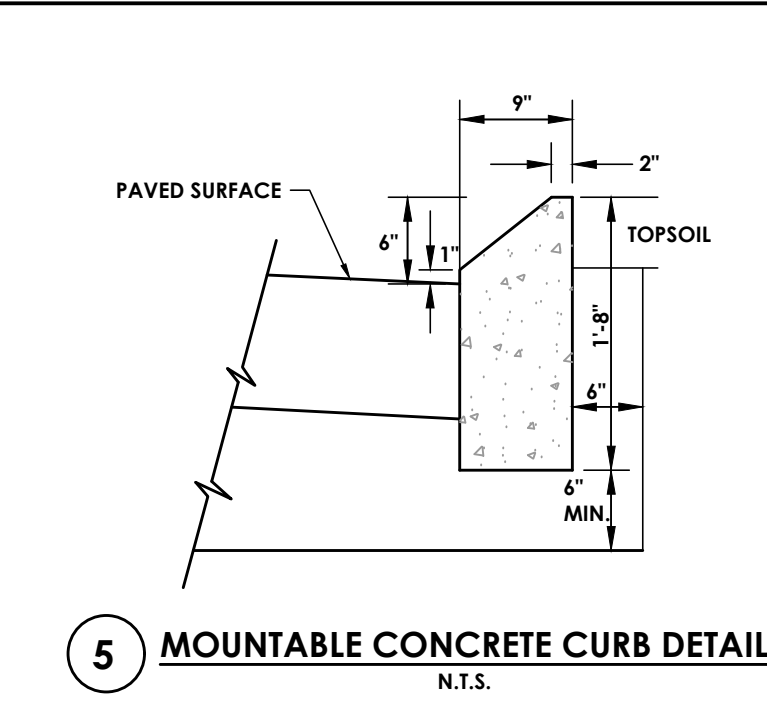 9"
2"
PAVED SURFACE
TOPSOIL
6"
1"
1'-8"
6"
6"
MIN.
5
MOUNTABLE CONCRETE CURB DETAIL
N.T.S.